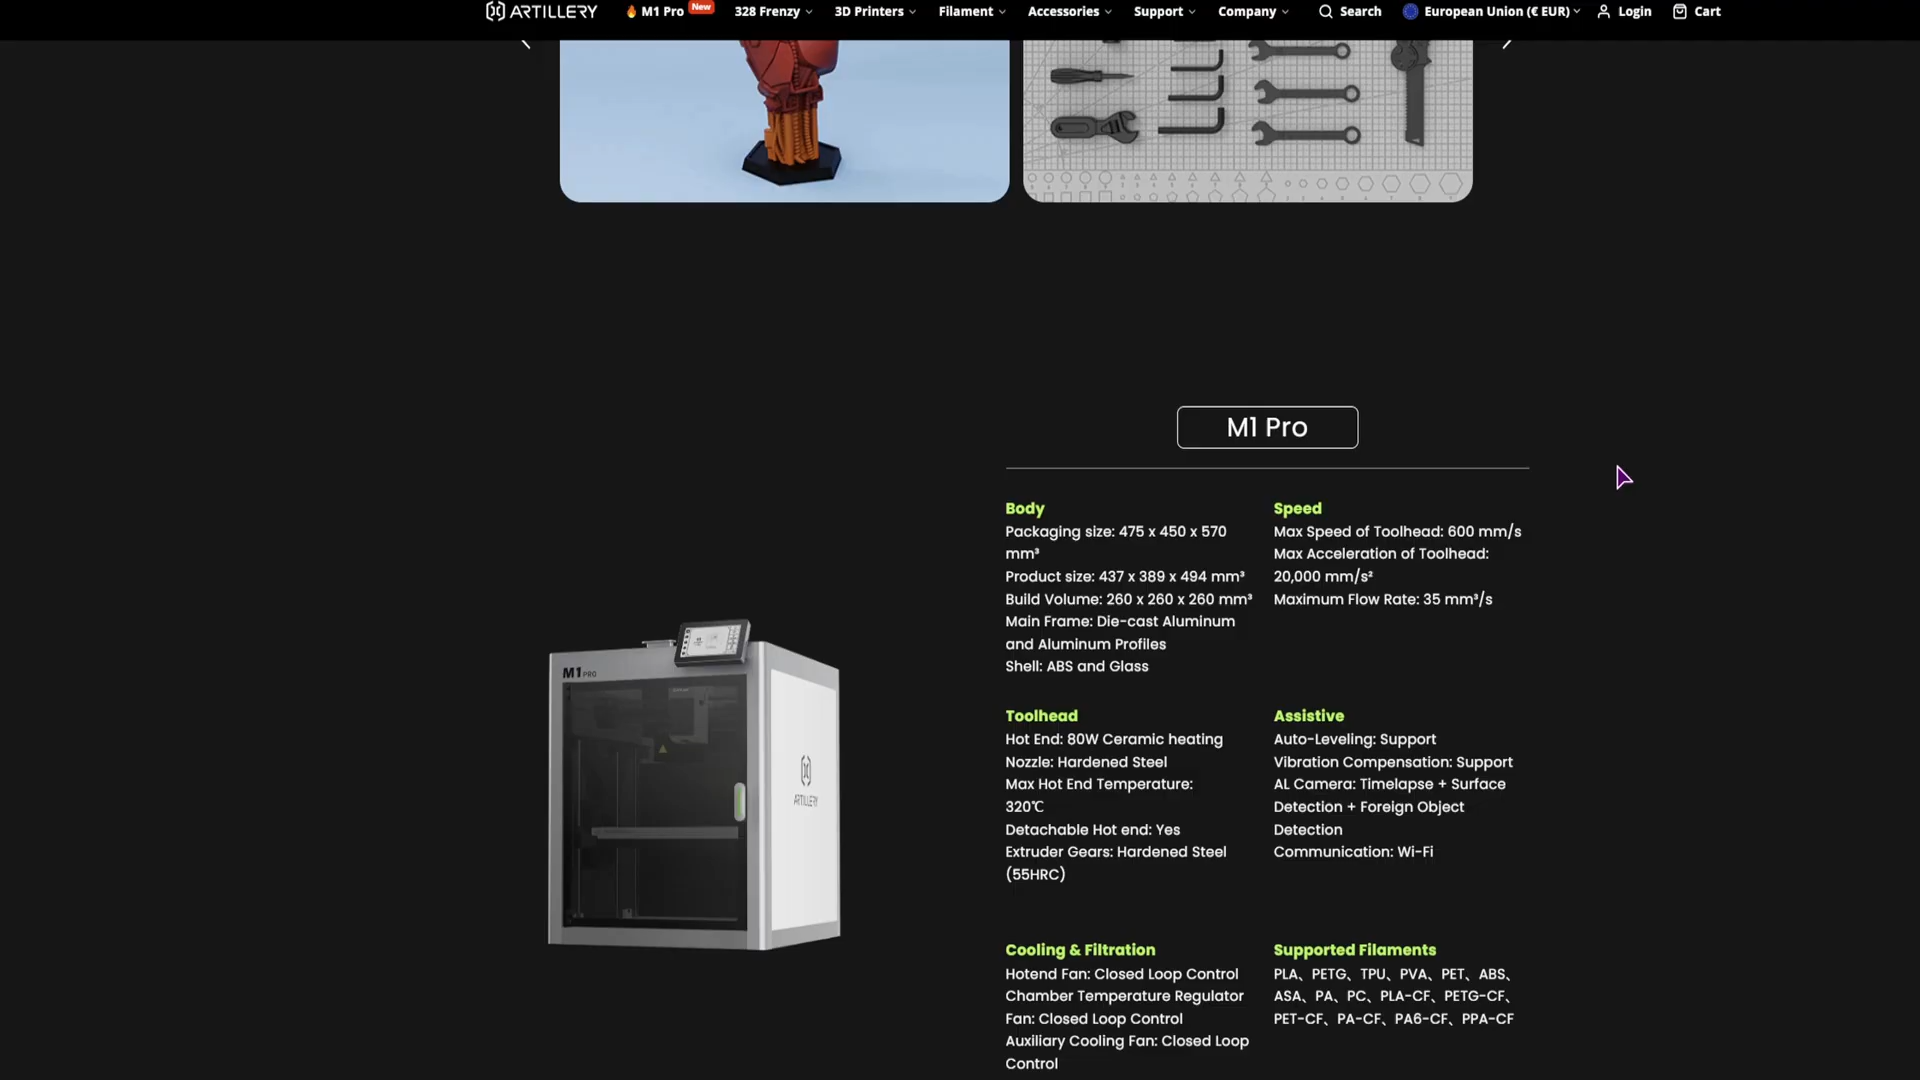 ARTILLERY
M1 Pro New
328 Frenzy
3D Printers
Filament
Accessories
Support
Company
Search
European Union (€ EUR)
Login
Cart
M1 Pro
Body
Packaging size: 475 x 450 x 570
mm³
Product size: 437 x 389 x 494 mm³
Build Volume: 260 x 260 x 260 mm³
Main Frame: Die-cast Aluminum
and Aluminum Profiles
Shell: ABS and Glass
Speed
Max Speed of Toolhead: 600 mm/s
Max Acceleration of Toolhead:
20,000 mm/s²
Maximum Flow Rate: 35 mm³/s
M1 PRO
ARTILLERY
Toolhead
Hot End: 80W Ceramic heating
Nozzle: Hardened Steel
Max Hot End Temperature:
320℃
Detachable Hot end: Yes
Extruder Gears: Hardened Steel
(55HRC)
Assistive
Auto-Leveling: Support
Vibration Compensation: Support
AL Camera: Timelapse + Surface
Detection + Foreign Object
Detection
Communication: Wi-Fi
Cooling & Filtration
Hotend Fan: Closed Loop Control
Chamber Temperature Regulator
Fan: Closed Loop Control
Auxiliary Cooling Fan: Closed Loop
Control
Supported Filaments
PLA、PETG、TPU、PVA、PET、ABS、
ASA、PA、PC、PLA-CF、PETG-CF、
PET-CF、PA-CF、PA6-CF、PPA-CF